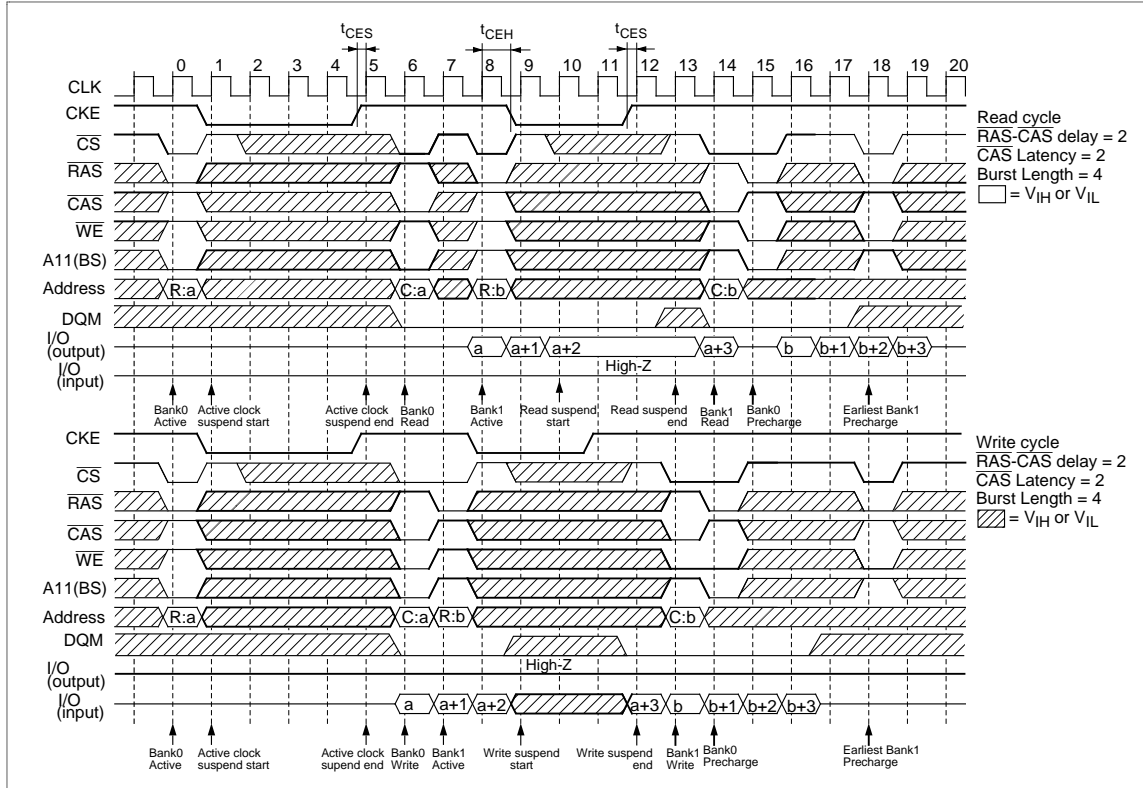 tCES tCEH tCES
0 1 2 3 4 5 6 7 8 9 10 11 12 13 14 15 16 17 18 19 20
CLK
CKE
CS
RAS
CAS
WE
A11(BS)
Address R:a C:a R:b C:b
DQM
I/O (output) a a+1 a+2 a+3 b b+1 b+2 b+3
High-Z
I/O (input)
Bank0 Active
Active clock suspend start
Active clock suspend end
Bank0 Read
Bank1 Active
Read suspend start
Read suspend end
Bank1 Read
Bank0 Precharge
Earliest Bank1 Precharge
Read cycle
RAS-CAS delay = 2
CAS Latency = 2
Burst Length = 4
= VIH or VIL
CKE
CS
RAS
CAS
WE
A11(BS)
Address R:a C:a R:b C:b
DQM
I/O (output)
High-Z
I/O (input) a a+1 a+2 a+3 b b+1 b+2 b+3
Bank0 Active
Active clock suspend start
Active clock supend end
Bank0 Write
Bank1 Active
Write suspend start
Write suspend end
Bank1 Write
Bank0 Precharge
Earliest Bank1 Precharge
Write cycle
RAS-CAS delay = 2
CAS Latency = 2
Burst Length = 4
= VIH or VIL